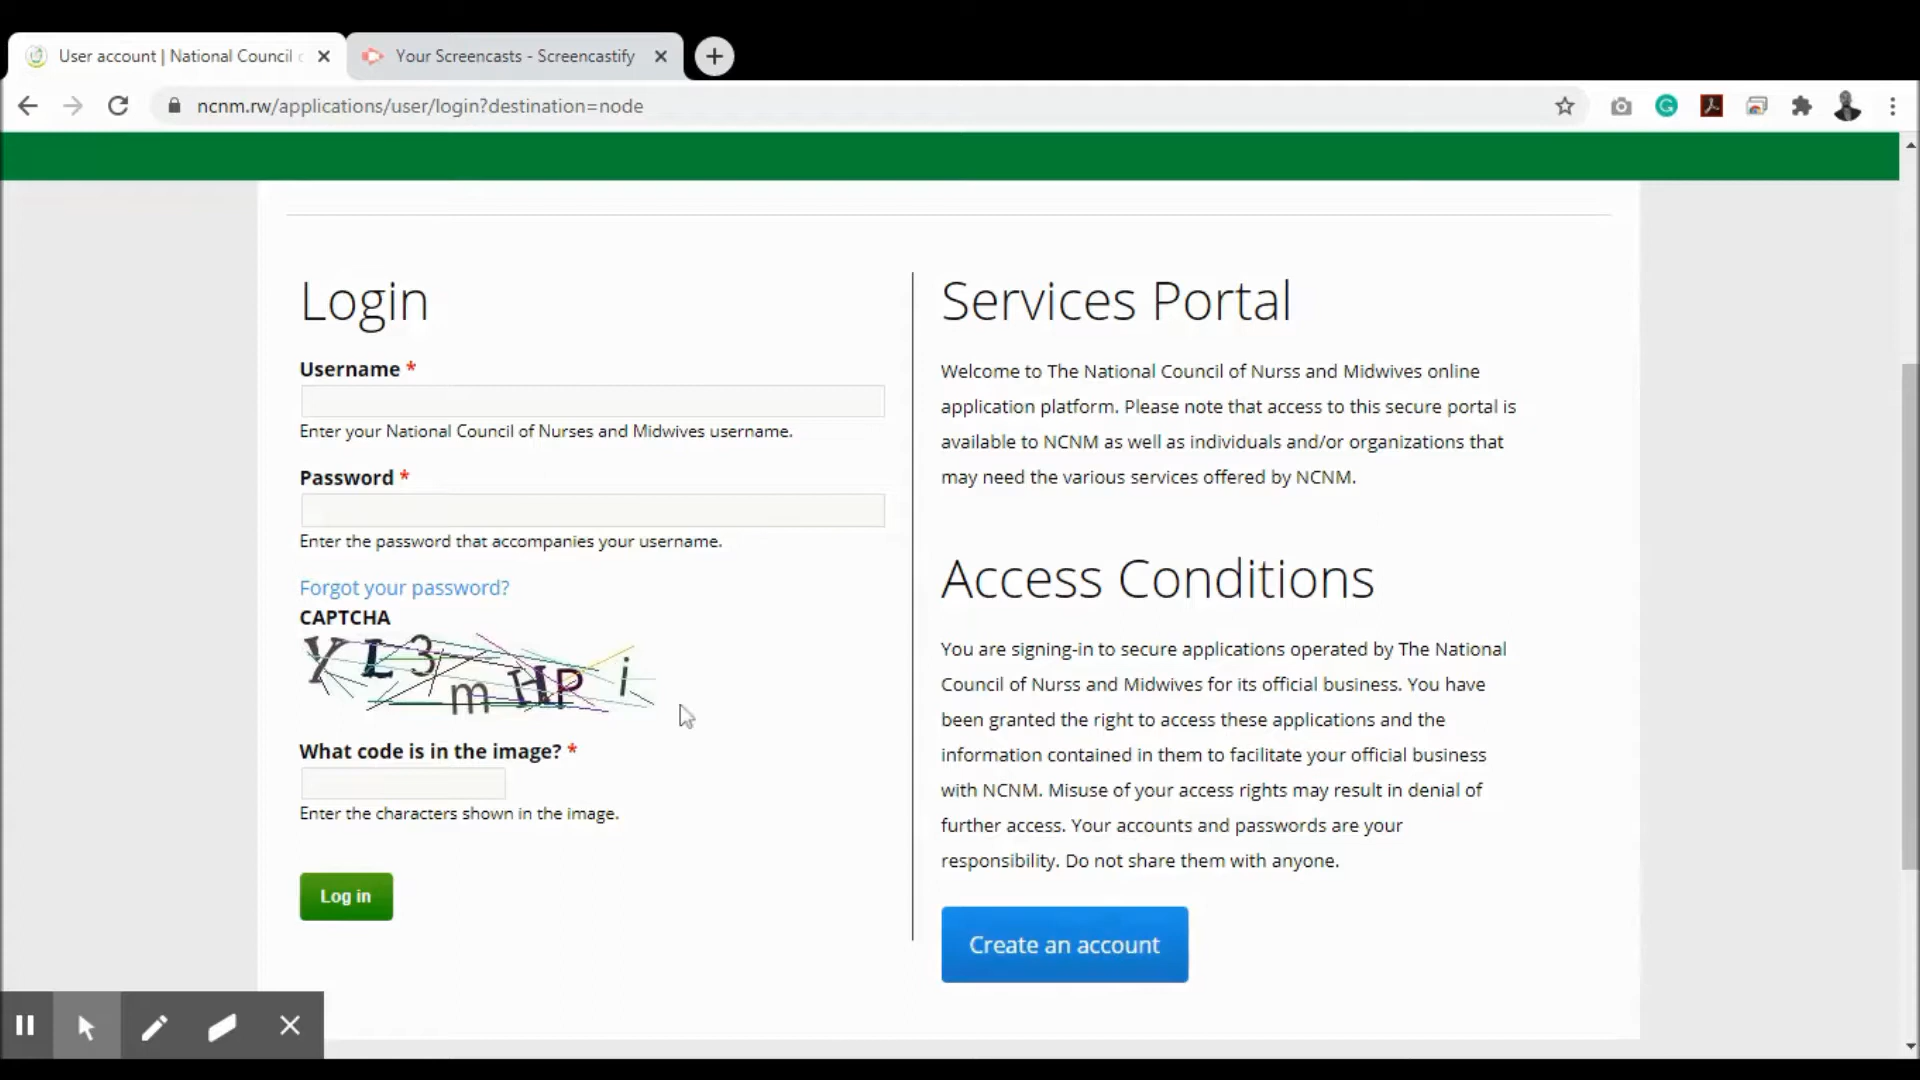 User account | National Council
Your Screencasts - Screencastify
ncnm.rw/applications/user/login?destination=node
Login
Username *
Enter your National Council of Nurses and Midwives username.
Password *
Enter the password that accompanies your username.
Forgot your password?
CAPTCHA
What code is in the image? *
Enter the characters shown in the image.
Log in
Services Portal
Welcome to The National Council of Nurss and Midwives online
application platform. Please note that access to this secure portal is
available to NCNM as well as individuals and/or organizations that
may need the various services offered by NCNM.
Access Conditions
You are signing-in to secure applications operated by The National
Council of Nurss and Midwives for its official business. You have
been granted the right to access these applications and the
information contained in them to facilitate your official business
with NCNM. Misuse of your access rights may result in denial of
further access. Your accounts and passwords are your
responsibility. Do not share them with anyone.
Create an account